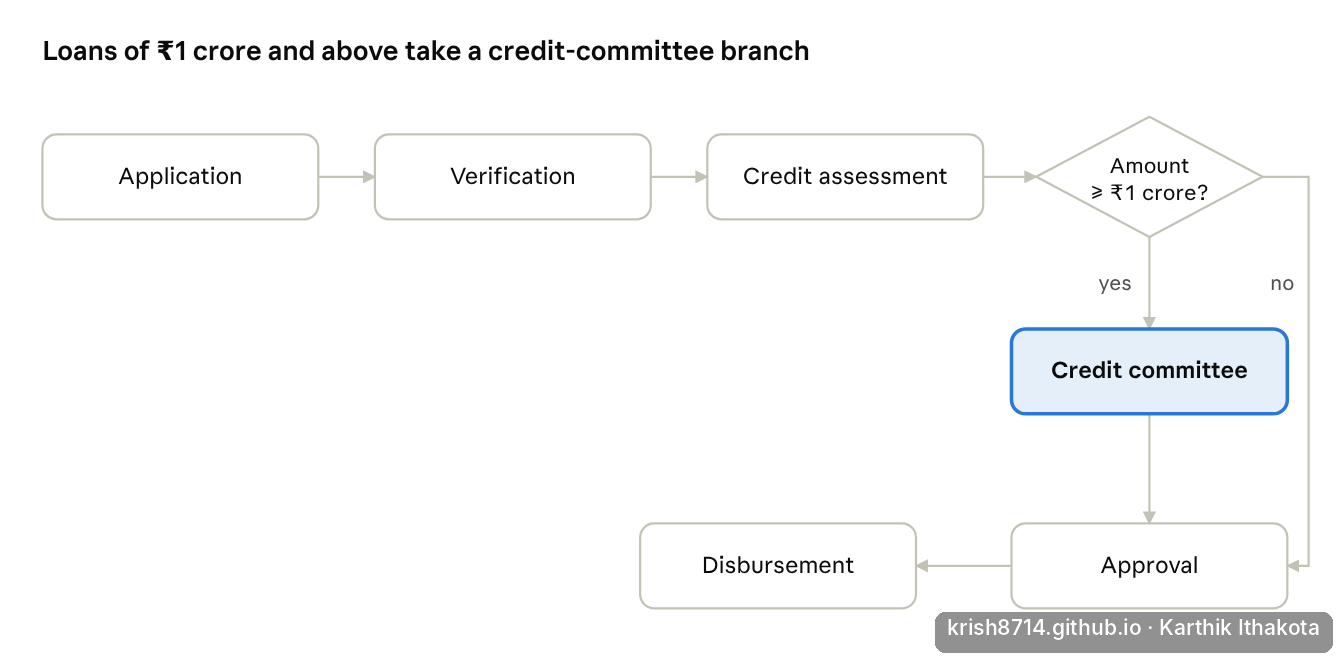 Loans of ₹1 crore and above take a credit-committee branch
Application
Verification
Credit assessment
Amount
≥ ₹1 crore?
yes
no
Credit committee
Disbursement
Approval
krish8714.github.io · Karthik Ithakota